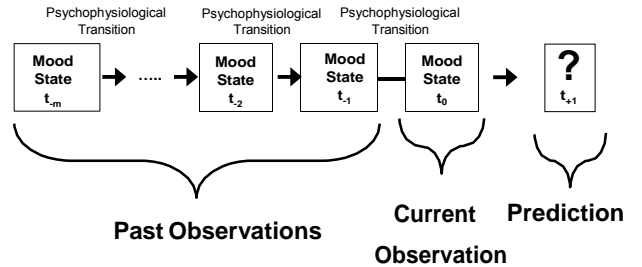 Psychophysiological
Transition
Psychophysiological
Transition
Psychophysiological
Transition
Mood
State
t-m
.....
Mood
State
t-2
Mood
State
t-1
Mood
State
t0
?
t+1
Past Observations
Current
Observation
Prediction